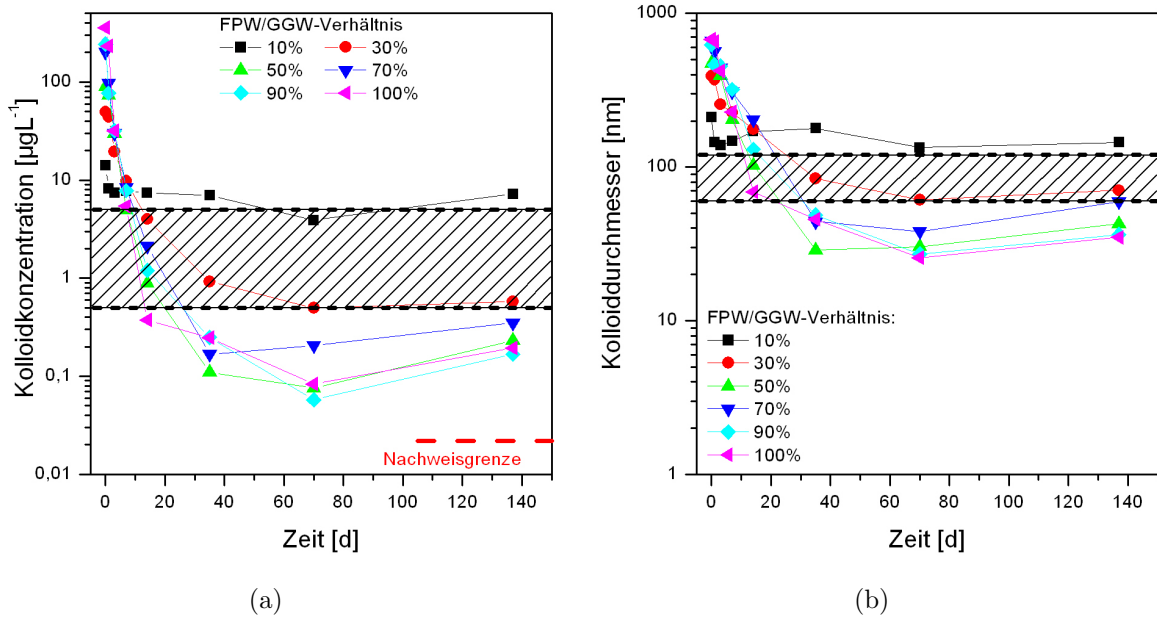 FPW/GGW-Verhältnis
10% 30%
50% 70%
90% 100%
Kolloidkonzentration [µgL⁻¹]
100
10
1
0,1
0,01
Nachweisgrenze
0 20 40 60 80 100 120 140
Zeit [d]
(a)
Kolloiddurchmesser [nm]
1000
100
10
1
FPW/GGW-Verhältnis:
10%
30%
50%
70%
90%
100%
0 20 40 60 80 100 120 140
Zeit [d]
(b)